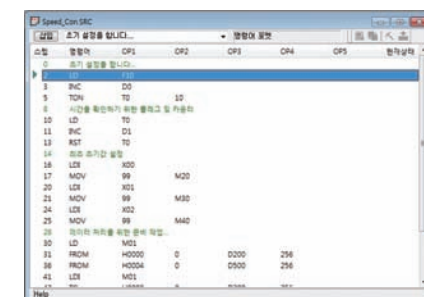 Speed_Con.SRC
삽입 초기 설정을 합니다... 명령어 포맷
스텝 명령어 OP1 OP2 OP3 OP4 OP5 현재상태
0 초기 설정을 합니다...
2 LD F10
3 INC D0
5 TON T0 10
8 시간을 확인하기 위한 플래그 및 카운터
10 LD T0
11 INC D1
13 RST T0
14 최초 초기값 설정
16 LDI X00
17 MOV 99 M20
20 LDI X01
21 MOV 99 M30
24 LDI X02
25 MOV 99 M40
28 데이터 처리를 위한 준비 작업...
30 LD M01
31 FROM H0000 0 D200 256
36 FROM H0004 0 D500 256
41 LDI M01
Help